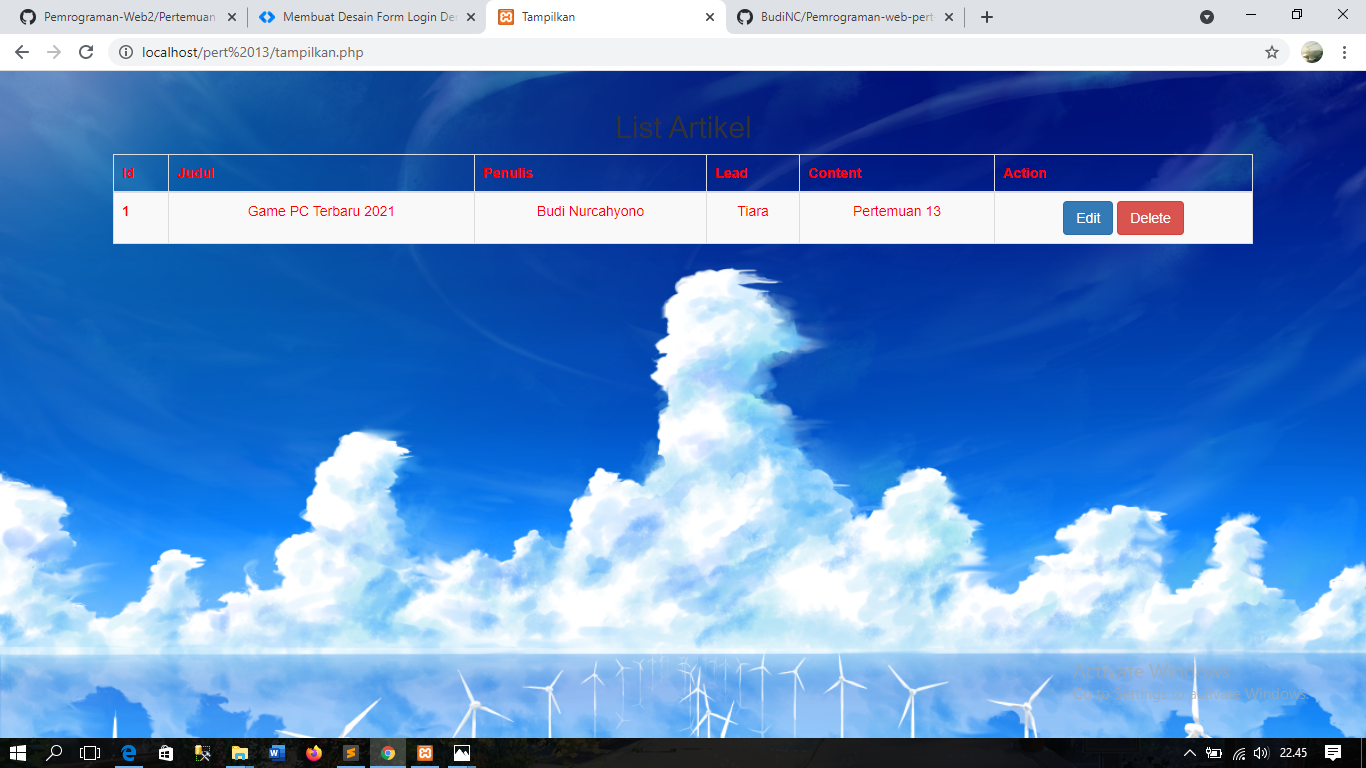 Pemrograman-Web2/Pertemuan
Membuat Desain Form Login De
Tampilkan
BudiNC/Pemrograman-web-pert
localhost/pert%2013/tampilkan.php
List Artikel
Id Judul Penulis Lead Content Action
1 Game PC Terbaru 2021 Budi Nurcahyono Tiara Pertemuan 13 Edit Delete
Activate Windows
Go to Settings to activate Windows.
22.45